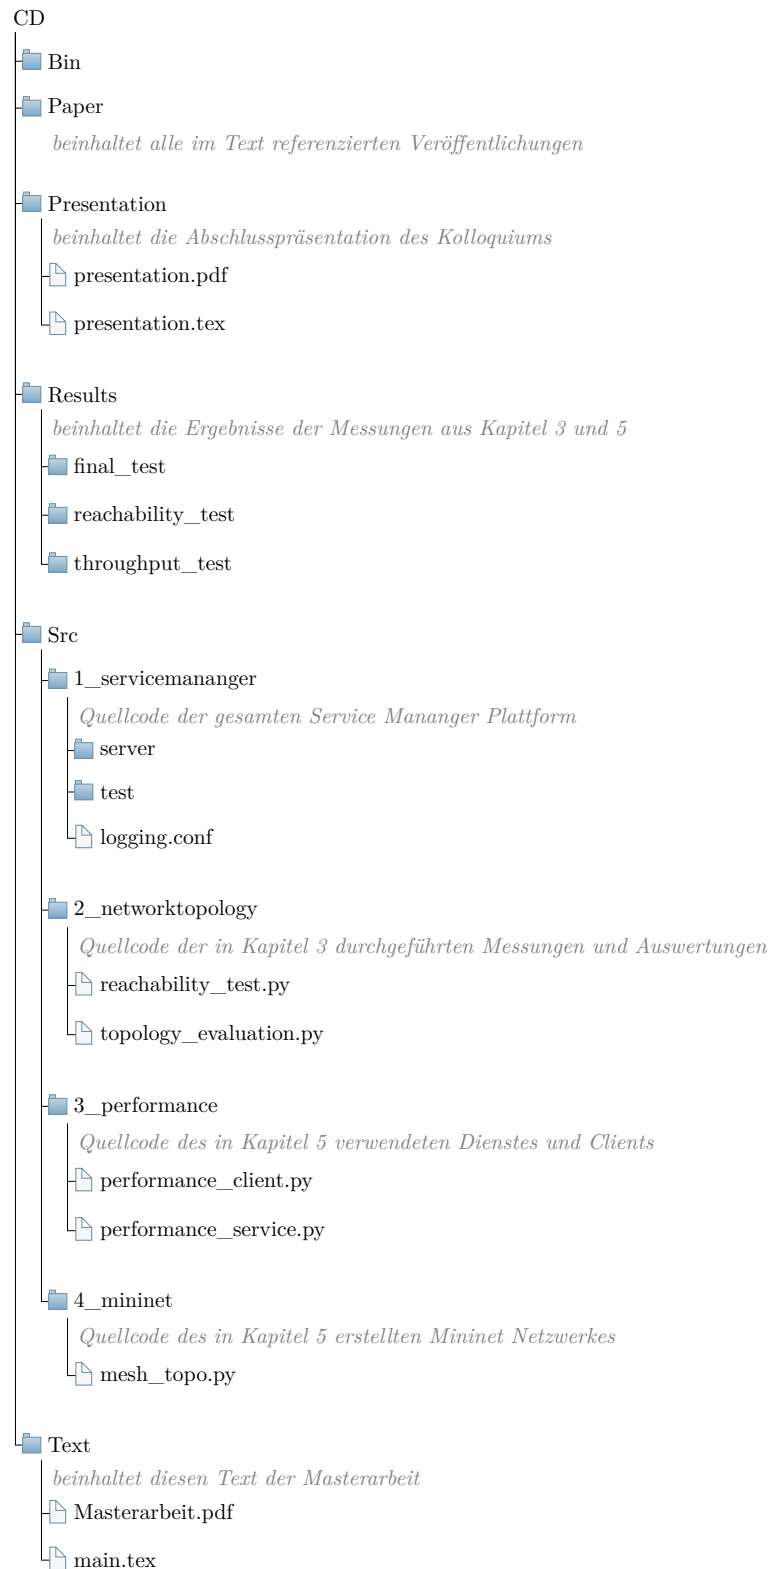 CD
Bin
Paper
beinhaltet alle im Text referenzierten Veröffentlichungen
Presentation
beinhaltet die Abschlusspräsentation des Kolloquiums
presentation.pdf
presentation.tex
Results
beinhaltet die Ergebnisse der Messungen aus Kapitel 3 und 5
final_test
reachability_test
throughput_test
Src
1_servicemananger
Quellcode der gesamten Service Mananger Plattform
server
test
logging.conf
2_networktopology
Quellcode der in Kapitel 3 durchgeführten Messungen und Auswertungen
reachability_test.py
topology_evaluation.py
3_performance
Quellcode des in Kapitel 5 verwendeten Dienstes und Clients
performance_client.py
performance_service.py
4_mininet
Quellcode des in Kapitel 5 erstellten Mininet Netzwerkes
mesh_topo.py
Text
beinhaltet diesen Text der Masterarbeit
Masterarbeit.pdf
main.tex